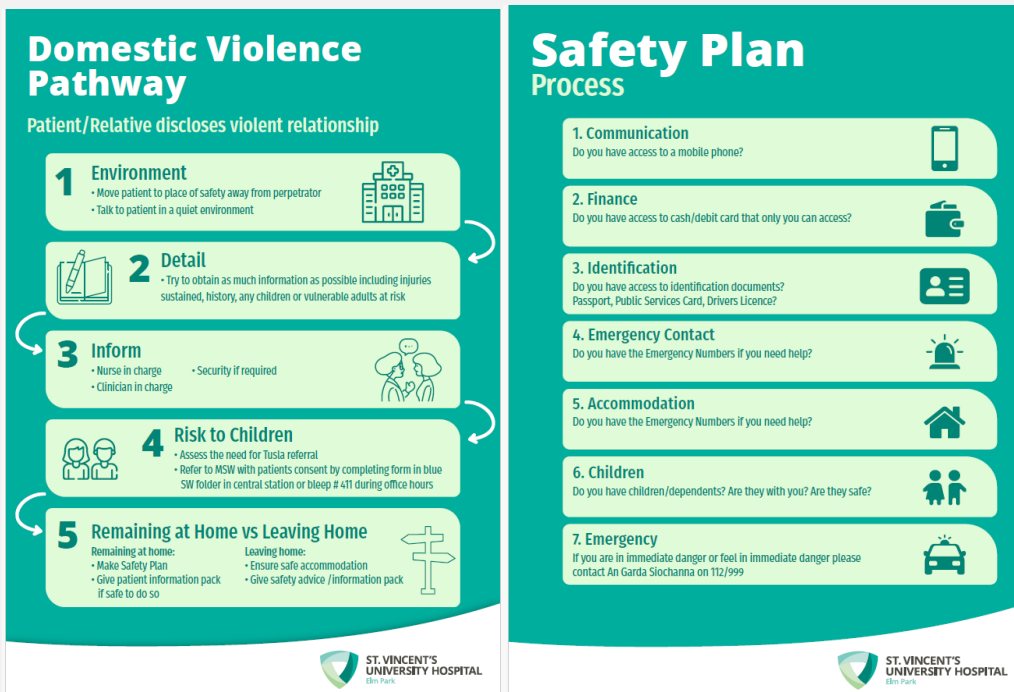 Domestic Violence
Pathway
Patient/Relative discloses violent relationship
1
Environment
• Move patient to place of safety away from perpetrator
• Talk to patient in a quiet environment
2
Detail
• Try to obtain as much information as possible including injuries
sustained, history, any children or vulnerable adults at risk
3
Inform
• Nurse in charge
• Clinician in charge
• Security if required
4
Risk to Children
• Assess the need for Tusla referral
• Refer to MSW with patients consent by completing form in blue
SW folder in central station or bleep # 411 during office hours
5
Remaining at Home vs Leaving Home
Remaining at home:
• Make Safety Plan
• Give patient information pack
if safe to do so
Leaving home:
• Ensure safe accommodation
• Give safety advice /information pack
ST. VINCENT'S
UNIVERSITY HOSPITAL
Elm Park
Safety Plan
Process
1. Communication
Do you have access to a mobile phone?
2. Finance
Do you have access to cash/debit card that only you can access?
3. Identification
Do you have access to identification documents?
Passport, Public Services Card, Drivers Licence?
4. Emergency Contact
Do you have the Emergency Numbers if you need help?
5. Accommodation
Do you have the Emergency Numbers if you need help?
6. Children
Do you have children/dependents? Are they with you? Are they safe?
7. Emergency
If you are in immediate danger or feel in immediate danger please
contact An Garda Siochanna on 112/999
ST. VINCENT'S
UNIVERSITY HOSPITAL
Elm Park